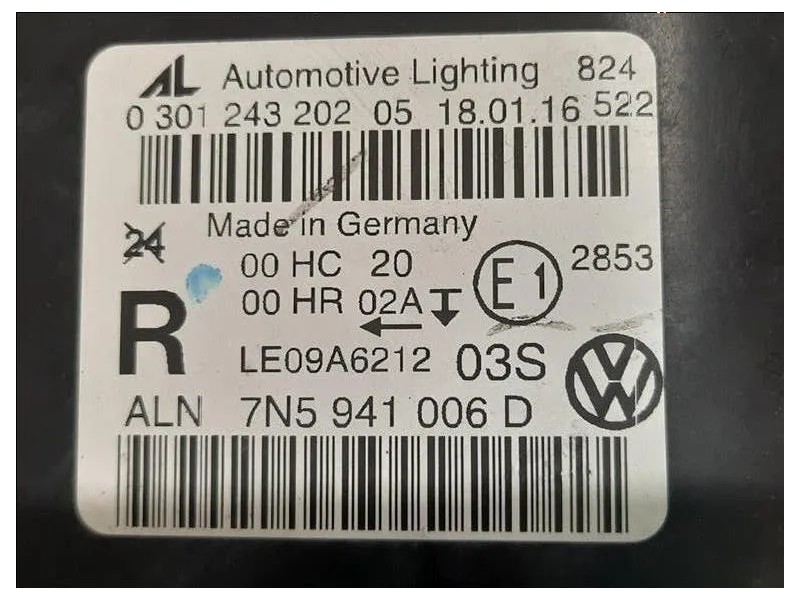 AL Automotive Lighting 824
0 301 243 202 05 18.01.16 522
Made in Germany
24
00 HC 20
E1 2853
00 HR 02A
R
LE09A6212 03S
VW
ALN 7N5 941 006 D